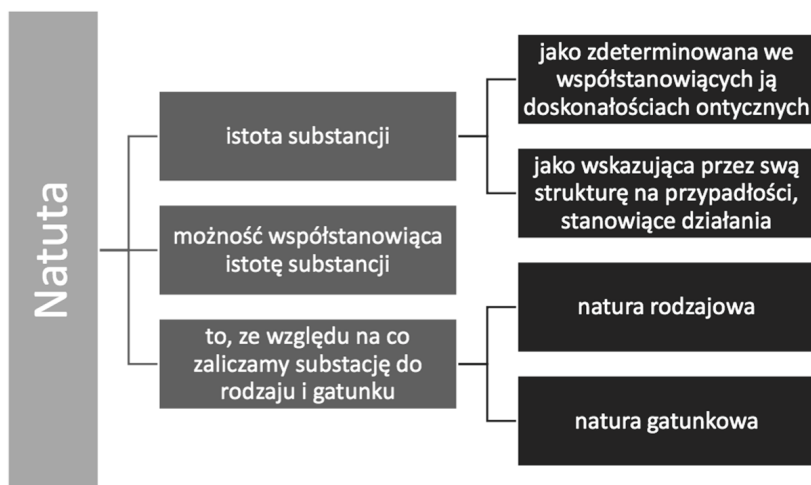 Natuta
istota substancji
jako zdeterminowana we
współstanowiących ją
doskonałościach ontycznych
jako wskazująca przez swą
strukturę na przypadłości,
stanowiące działania
możność współstanowiąca
istotę substancji
to, ze względu na co
zaliczamy substację do
rodzaju i gatunku
natura rodzajowa
natura gatunkowa